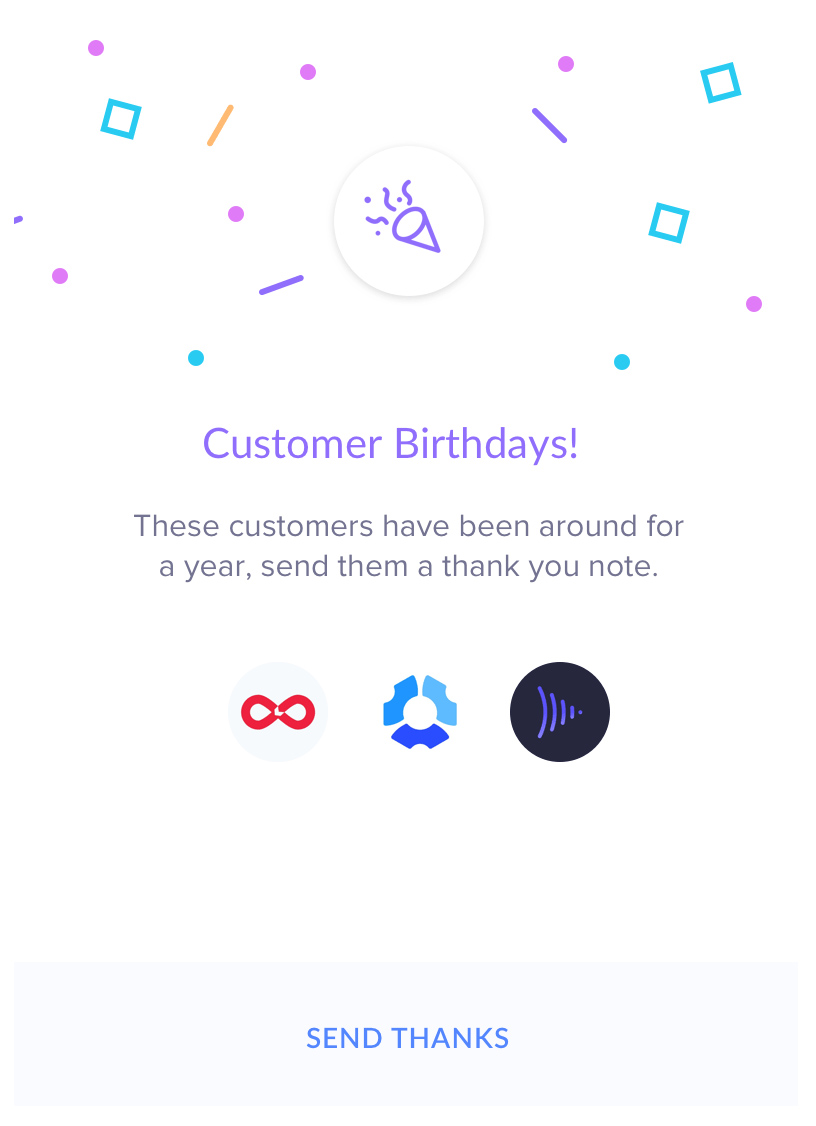 Customer Birthdays!
These customers have been around for
a year, send them a thank you note.
SEND THANKS